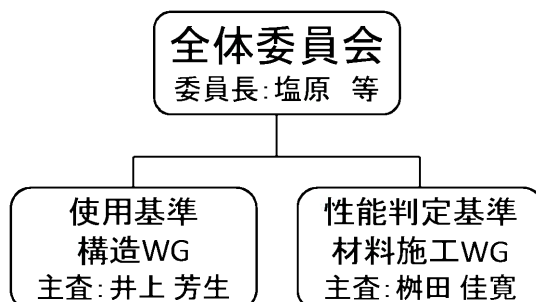 全体委員会
委員長:塩原　等
使用基準
構造WG
主査:井上 芳生
性能判定基準
材料施工WG
主査:桝田 佳寛